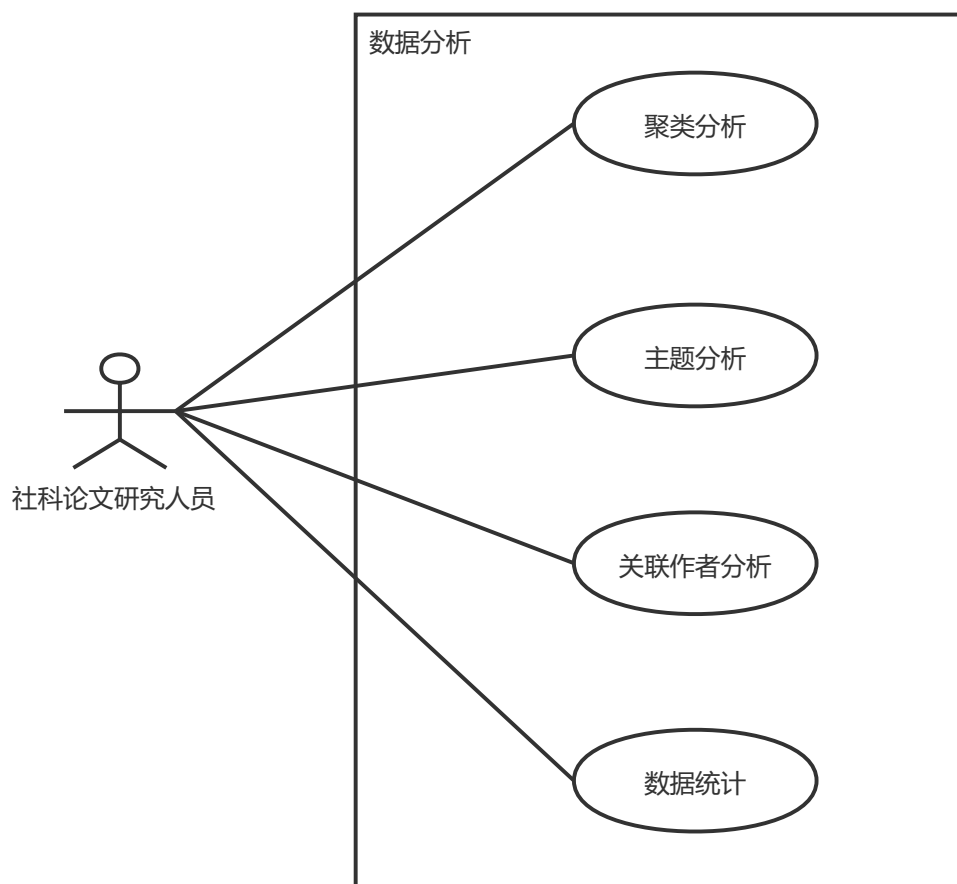 数据分析
聚类分析
主题分析
社科论文研究人员
关联作者分析
数据统计